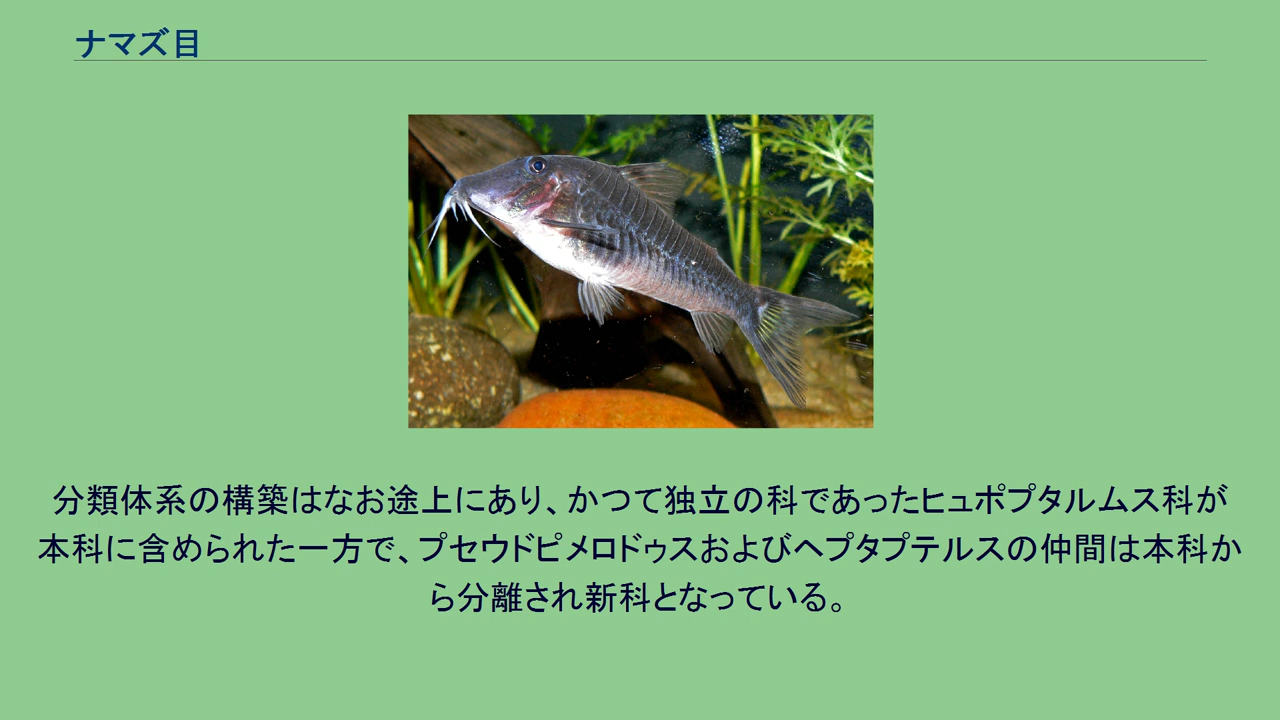 ナマズ目
分類体系の構築はなお途上にあり、かつて独立の科であったヒュポプタルムス科が
本科に含められた一方で、プセウドピメロドゥスおよびヘプタプテルスの仲間は本科か
ら分離され新科となっている。